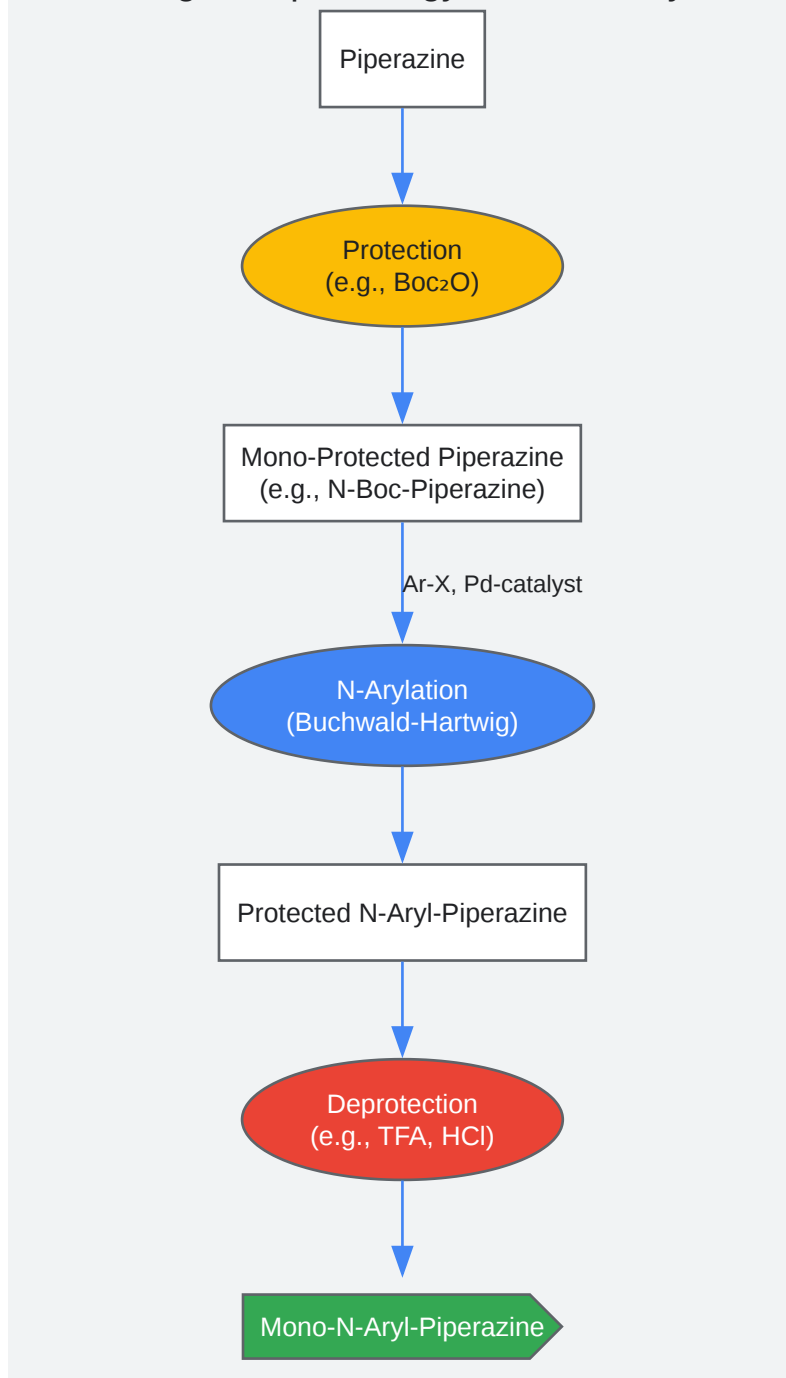 Piperazine
Protection
(e.g., Boc₂O)
Mono-Protected Piperazine
(e.g., N-Boc-Piperazine)
Ar-X, Pd-catalyst
N-Arylation
(Buchwald-Hartwig)
Protected N-Aryl-Piperazine
Deprotection
(e.g., TFA, HCl)
Mono-N-Aryl-Piperazine